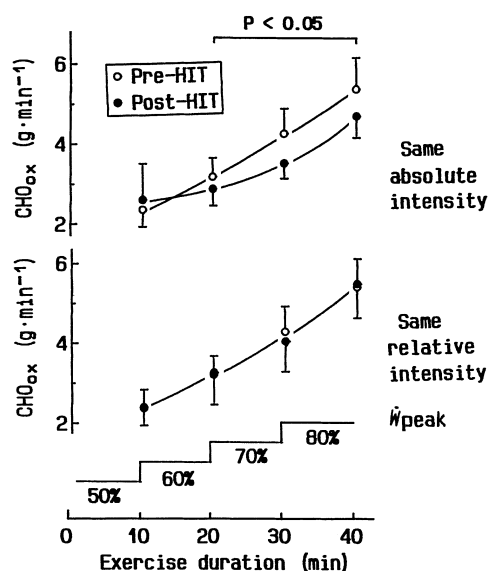 P < 0.05
6
Pre-HIT
Post-HIT
4
2
CHOox (g·min⁻¹)
Same
absolute
intensity
6
4
2
CHOox (g·min⁻¹)
Same
relative
intensity
Ẇpeak
50%
60%
70%
80%
0 10 20 30 40
Exercise duration (min)